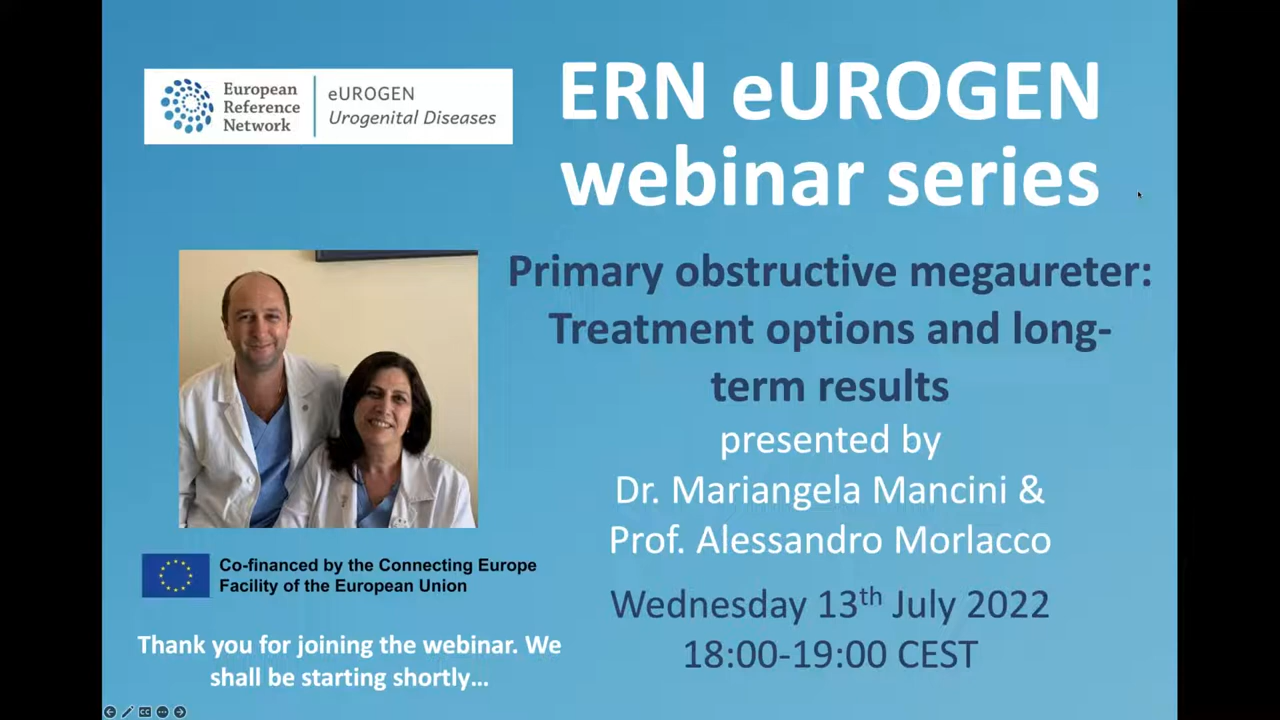 European
Reference
Network
eUROGEN
Urogenital Diseases
ERN eUROGEN
webinar series
Primary obstructive megaureter:
Treatment options and long-
term results
presented by
Dr. Mariangela Mancini &
Prof. Alessandro Morlacco
Wednesday 13th July 2022
18:00-19:00 CEST
Co-financed by the Connecting Europe
Facility of the European Union
Thank you for joining the webinar. We
shall be starting shortly...
CC